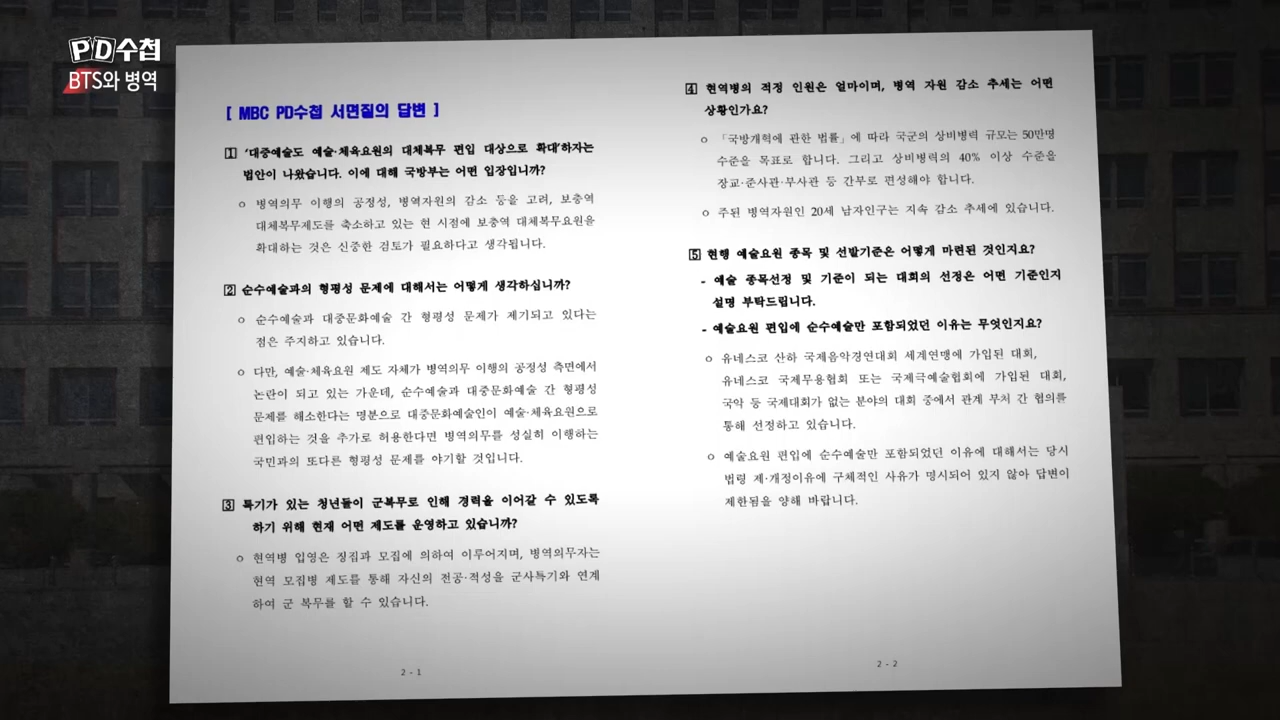 PD수첩
BTS와 병역
[ MBC PD수첩 서면질의 답변 ]
1 '대중예술도 예술·체육요원의 대체복무 편입 대상으로 확대'하자는
법안이 나왔습니다. 이에 대해 국방부는 어떤 입장입니까?
○ 병역의무 이행의 공정성, 병역자원의 감소 등을 고려, 보충역
대체복무제도를 축소하고 있는 현 시점에 보충역 대체복무요원을
확대하는 것은 신중한 검토가 필요하다고 생각됩니다.
2 순수예술과의 형평성 문제에 대해서는 어떻게 생각하십니까?
○ 순수예술과 대중문화예술 간 형평성 문제가 제기되고 있다는
점은 주지하고 있습니다.
○ 다만, 예술·체육요원 제도 자체가 병역의무 이행의 공정성 측면에서
논란이 되고 있는 가운데, 순수예술과 대중문화예술 간 형평성
문제를 해소한다는 명분으로 대중문화예술인이 예술·체육요원으로
편입하는 것을 추가로 허용한다면 병역의무를 성실히 이행하는
국민과의 또다른 형평성 문제를 야기할 것입니다.
3 특기가 있는 청년들이 군복무로 인해 경력을 이어갈 수 있도록
하기 위해 현재 어떤 제도를 운영하고 있습니까?
○ 현역병 입영은 징집과 모집에 의하여 이루어지며, 병역의무자는
현역 모집병 제도를 통해 자신의 전공·적성을 군사특기와 연계
하여 군 복무를 할 수 있습니다.
2 - 1
4 현역병의 적정 인원은 얼마이며, 병역 자원 감소 추세는 어떤
상황인가요?
○ 「국방개혁에 관한 법률」에 따라 국군의 상비병력 규모는 50만명
수준을 목표로 합니다. 그리고 상비병력의 40% 이상 수준을
장교·준사관·부사관 등 간부로 편성해야 합니다.
○ 주된 병역자원인 20세 남자인구는 지속 감소 추세에 있습니다.
5 현행 예술요원 종목 및 선발기준은 어떻게 마련된 것인지요?
- 예술 종목선정 및 기준이 되는 대회의 선정은 어떤 기준인지
설명 부탁드립니다.
- 예술요원 편입에 순수예술만 포함되었던 이유는 무엇인지요?
○ 유네스코 산하 국제음악경연대회 세계연맹에 가입된 대회,
유네스코 국제무용협회 또는 국제극예술협회에 가입된 대회,
국악 등 국제대회가 없는 분야의 대회 중에서 관계 부처 간 협의를
통해 선정하고 있습니다.
○ 예술요원 편입에 순수예술만 포함되었던 이유에 대해서는 당시
법령 제·개정이유에 구체적인 사유가 명시되어 있지 않아 답변이
제한됨을 양해 바랍니다.
2 - 2